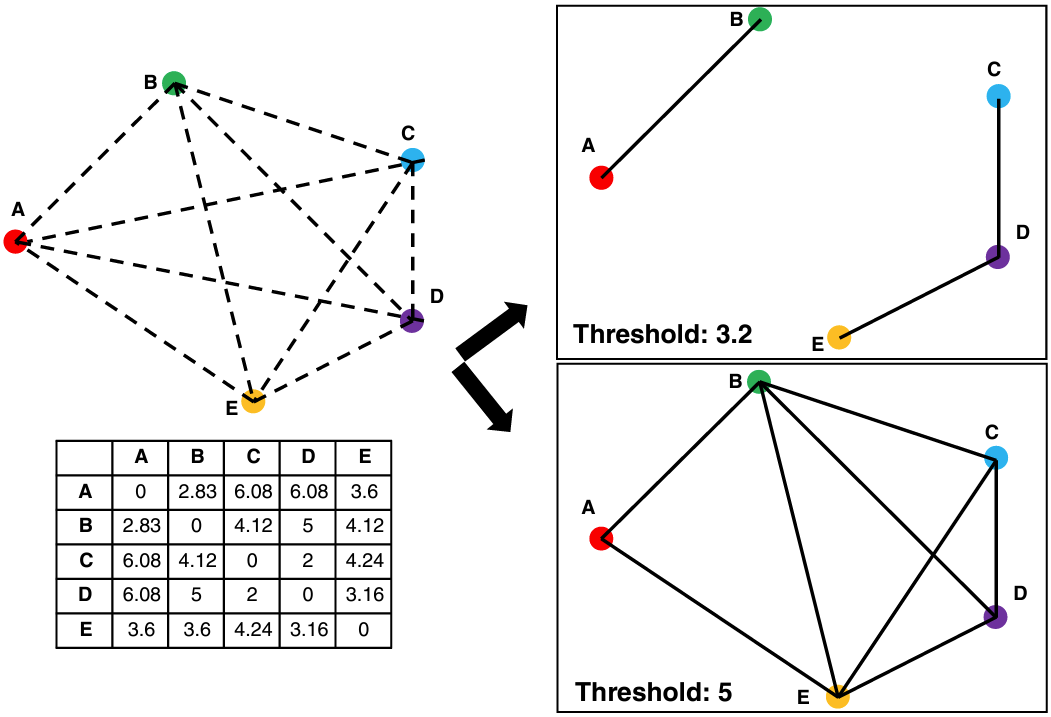 B
C
A
D
E
A B C D E
A 0 2.83 6.08 6.08 3.6
B 2.83 0 4.12 5 4.12
C 6.08 4.12 0 2 4.24
D 6.08 5 2 0 3.16
E 3.6 3.6 4.24 3.16 0
B
C
A
D
E
Threshold: 3.2
B
C
A
D
E
Threshold: 5